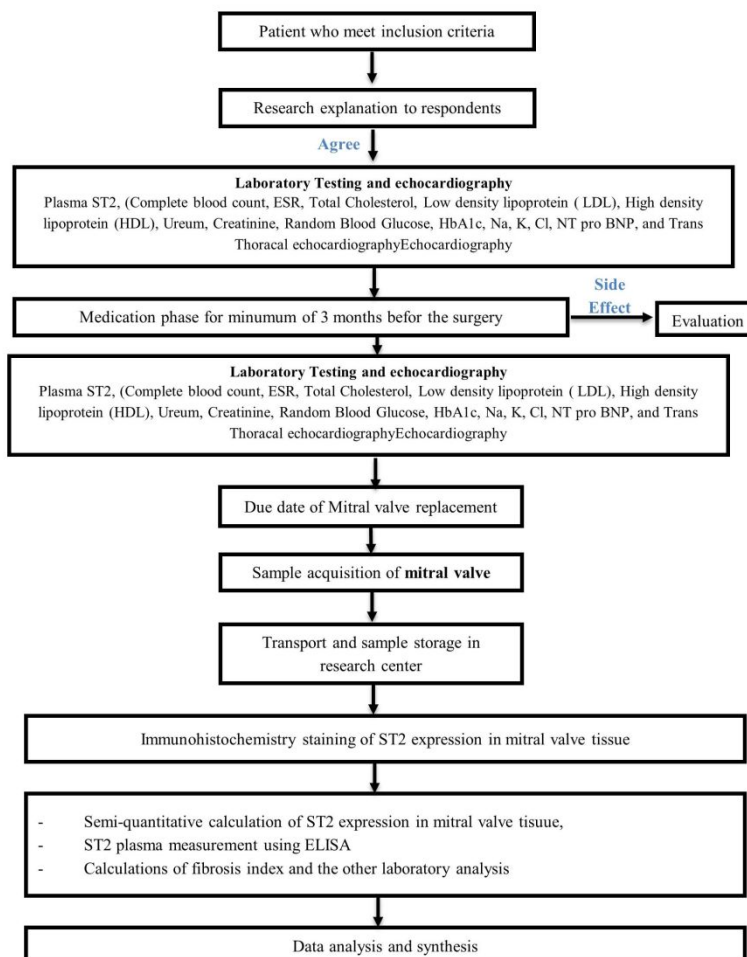 Patient who meet inclusion criteria
Research explanation to respondents
Agree
Laboratory Testing and echocardiography
Plasma ST2, (Complete blood count, ESR, Total Cholesterol, Low density lipoprotein ( LDL), High density
lipoprotein (HDL), Ureum, Creatinine, Random Blood Glucose, HbA1c, Na, K, Cl, NT pro BNP, and Trans
Thoracal echocardiographyEchocardiography
Side
Effect
Medication phase for minumum of 3 months befor the surgery
Evaluation
Laboratory Testing and echocardiography
Plasma ST2, (Complete blood count, ESR, Total Cholesterol, Low density lipoprotein ( LDL), High density
lipoprotein (HDL), Ureum, Creatinine, Random Blood Glucose, HbA1c, Na, K, Cl, NT pro BNP, and Trans
Thoracal echocardiographyEchocardiography
Due date of Mitral valve replacement
Sample acquisition of mitral valve
Transport and sample storage in
research center
Immunohistochemistry staining of ST2 expression in mitral valve tissue
- Semi-quantitative calculation of ST2 expression in mitral valve tisuue,
- ST2 plasma measurement using ELISA
- Calculations of fibrosis index and the other laboratory analysis
Data analysis and synthesis